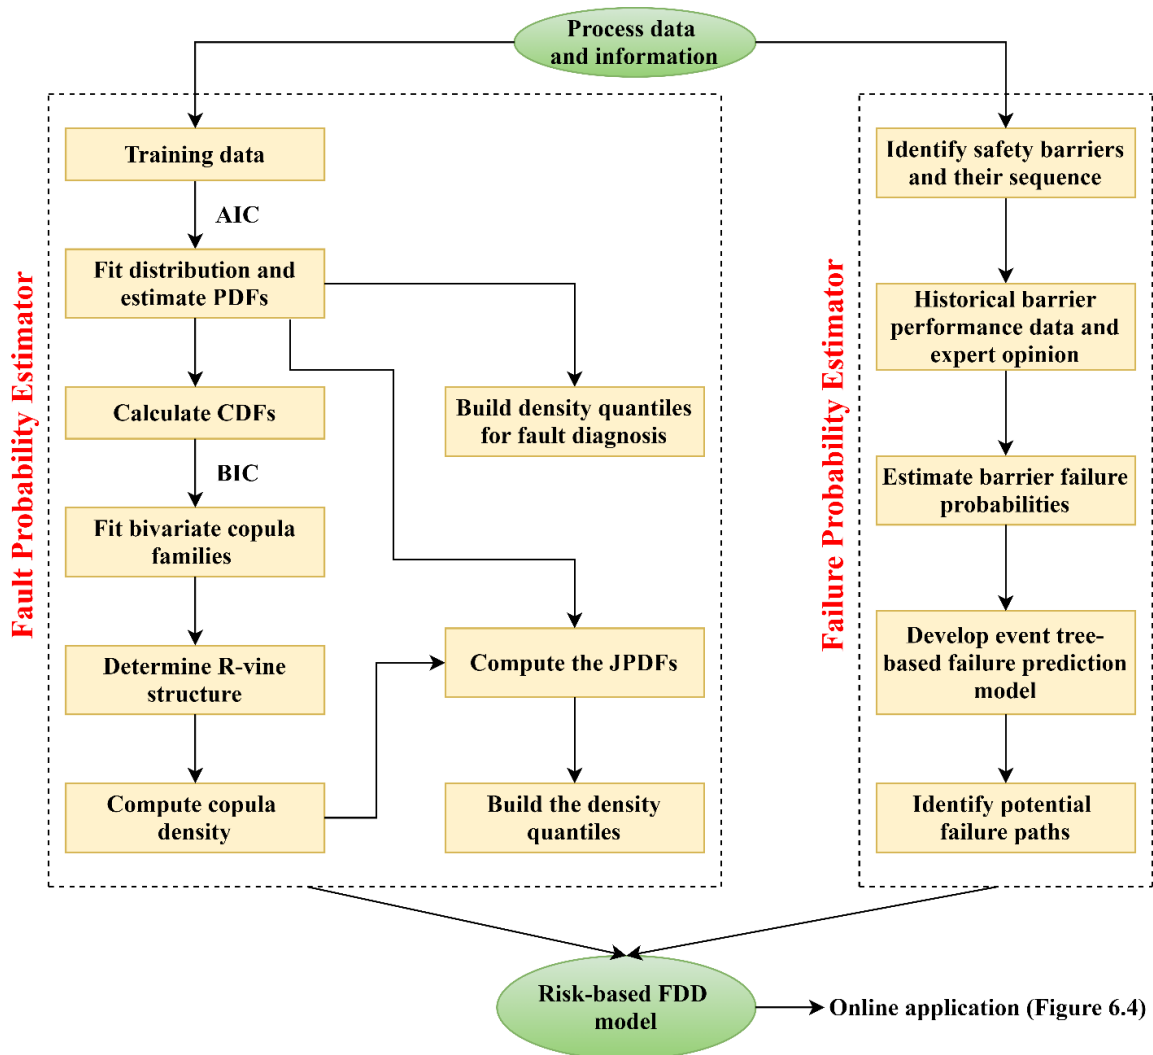 Process data
and information
Fault Probability Estimator
Training data
AIC
Fit distribution and
estimate PDFs
Calculate CDFs
BIC
Fit bivariate copula
families
Determine R-vine
structure
Compute copula
density
Build density quantiles
for fault diagnosis
Compute the JPDFs
Build the density
quantiles
Failure Probability Estimator
Identify safety barriers
and their sequence
Historical barrier
performance data and
expert opinion
Estimate barrier failure
probabilities
Develop event tree-
based failure prediction
model
Identify potential
failure paths
Risk-based FDD
model
Online application (Figure 6.4)